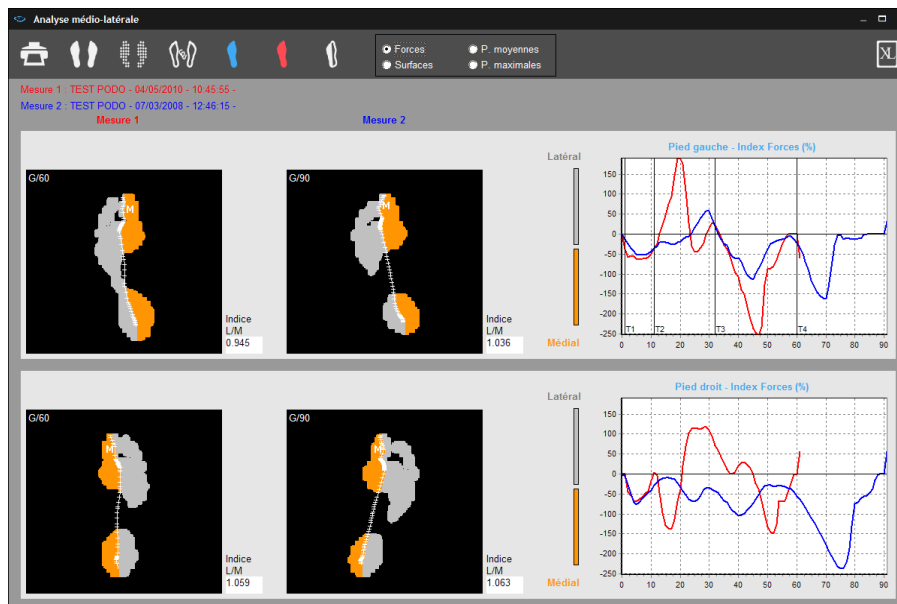 Analyse médio-latérale
Forces
P. moyennes
Surfaces
P. maximales
XL
Mesure 1 : TEST PODO - 04/05/2010 - 10:45:55 -
Mesure 2 : TEST PODO - 07/03/2008 - 12:46:15 -
Mesure 1
Mesure 2
G/60
M
Indice
L/M
0.945
G/90
M
Indice
L/M
1.036
Latéral
Médial
Pied gauche - Index Forces (%)
150
100
50
0
-50
-100
-150
-200
-250
T1
T2
T3
T4
0 10 20 30 40 50 60 70 80 90
G/60
M
Indice
L/M
1.059
G/90
M
Indice
L/M
1.063
Latéral
Médial
Pied droit - Index Forces (%)
150
100
50
0
-50
-100
-150
-200
-250
0 10 20 30 40 50 60 70 80 90